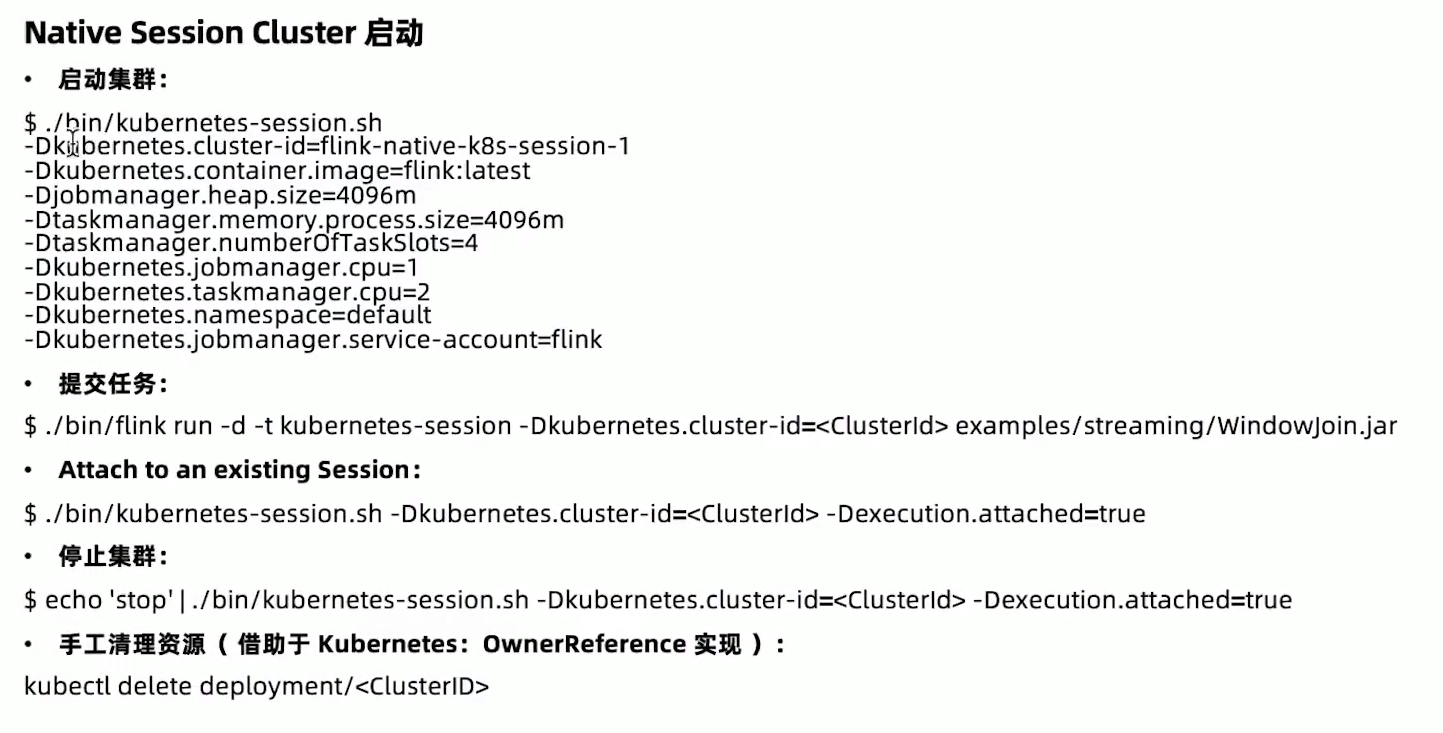 Native Session Cluster 启动
• 启动集群：
$ ./bin/kubernetes-session.sh
-Dkubernetes.cluster-id=flink-native-k8s-session-1
-Dkubernetes.container.image=flink:latest
-Djobmanager.heap.size=4096m
-Dtaskmanager.memory.process.size=4096m
-Dtaskmanager.numberOfTaskSlots=4
-Dkubernetes.jobmanager.cpu=1
-Dkubernetes.taskmanager.cpu=2
-Dkubernetes.namespace=default
-Dkubernetes.jobmanager.service-account=flink
• 提交任务：
$ ./bin/flink run -d -t kubernetes-session -Dkubernetes.cluster-id=<ClusterId> examples/streaming/WindowJoin.jar
• Attach to an existing Session：
$ ./bin/kubernetes-session.sh -Dkubernetes.cluster-id=<ClusterId> -Dexecution.attached=true
• 停止集群：
$ echo 'stop' | ./bin/kubernetes-session.sh -Dkubernetes.cluster-id=<ClusterId> -Dexecution.attached=true
• 手工清理资源（ 借助于 Kubernetes：OwnerReference 实现 ）：
kubectl delete deployment/<ClusterID>